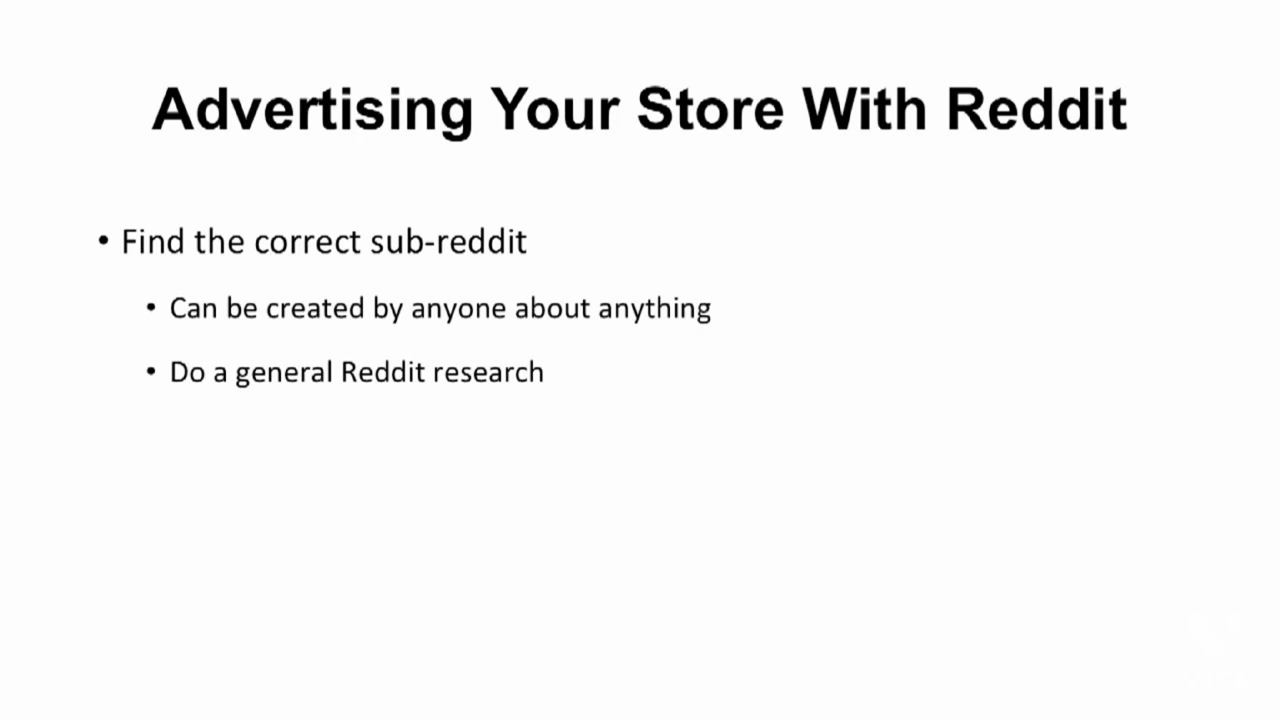 Advertising Your Store With Reddit
• Find the correct sub-reddit
• Can be created by anyone about anything
• Do a general Reddit research